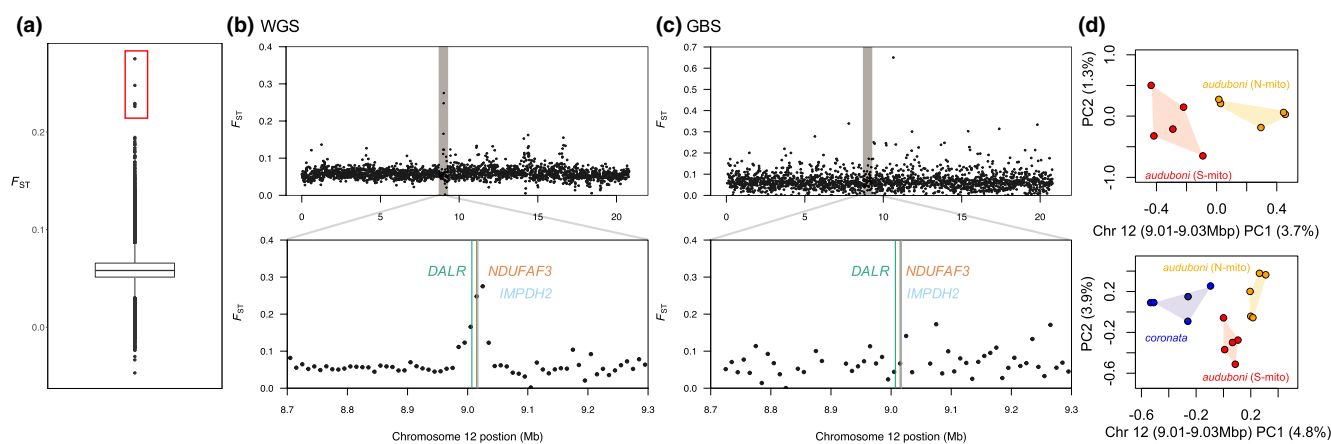 (a)
0.2
0.1
0.0
FST
(b) WGS
0.4
0.3
0.2
0.1
0.0
FST
0 5 10 15 20
0.4
0.3
0.2
0.1
0.0
FST
DALR
NDUFAF3
IMPDH2
8.7 8.8 8.9 9.0 9.1 9.2 9.3
Chromosome 12 postion (Mb)
(c) GBS
0.7
0.6
0.5
0.4
0.3
0.2
0.1
0.0
FST
0 5 10 15 20
0.4
0.3
0.2
0.1
0.0
FST
DALR
NDUFAF3
IMPDH2
8.7 8.8 8.9 9.0 9.1 9.2 9.3
Chromosome 12 postion (Mb)
(d)
PC2 (1.3%)
1.0
0.0
-1.0
auduboni (N-mito)
auduboni (S-mito)
-0.4 0.0 0.4
Chr 12 (9.01-9.03Mbp) PC1 (3.7%)
PC2 (3.9%)
0.2
-0.2
-0.6
auduboni (N-mito)
coronata
auduboni (S-mito)
-0.6 -0.2 0.2
Chr 12 (9.01-9.03Mbp) PC1 (4.8%)